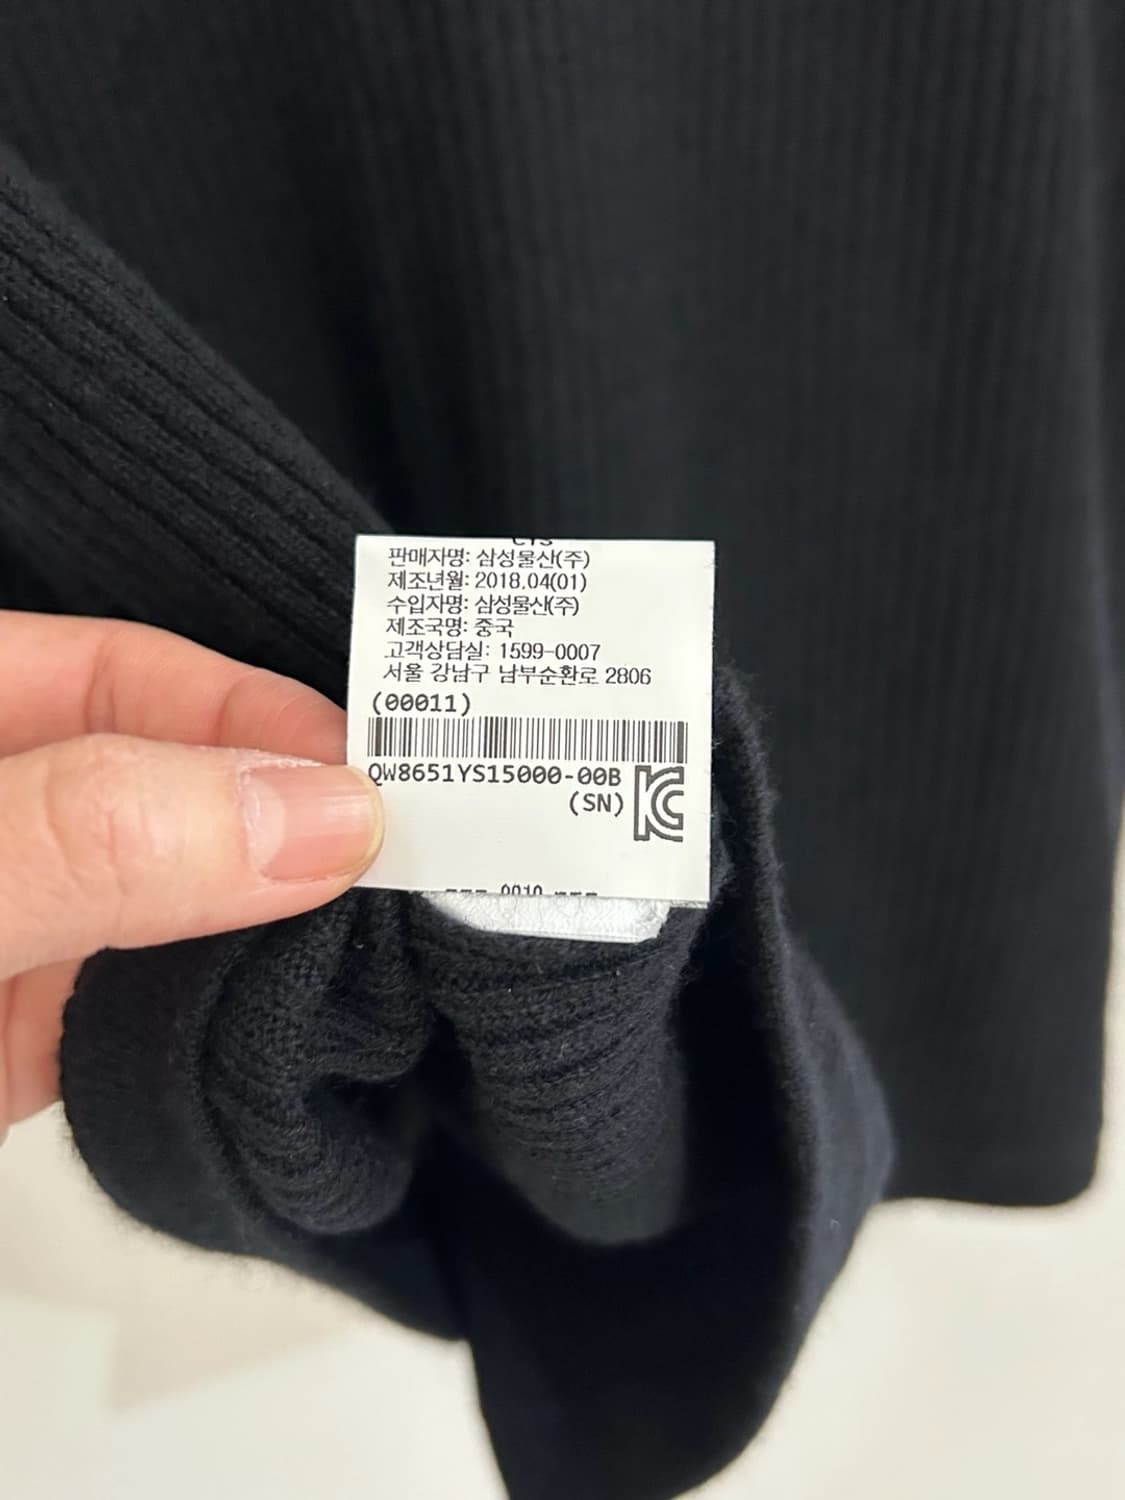 판매자명: 삼성물산(주)
제조년월: 2018.04(01)
수입자명: 삼성물산(주)
제조국명: 중국
고객상담실: 1599-0007
서울 강남구 남부순환로 2806
(00011)
QW8651YS15000-00B
(SN)